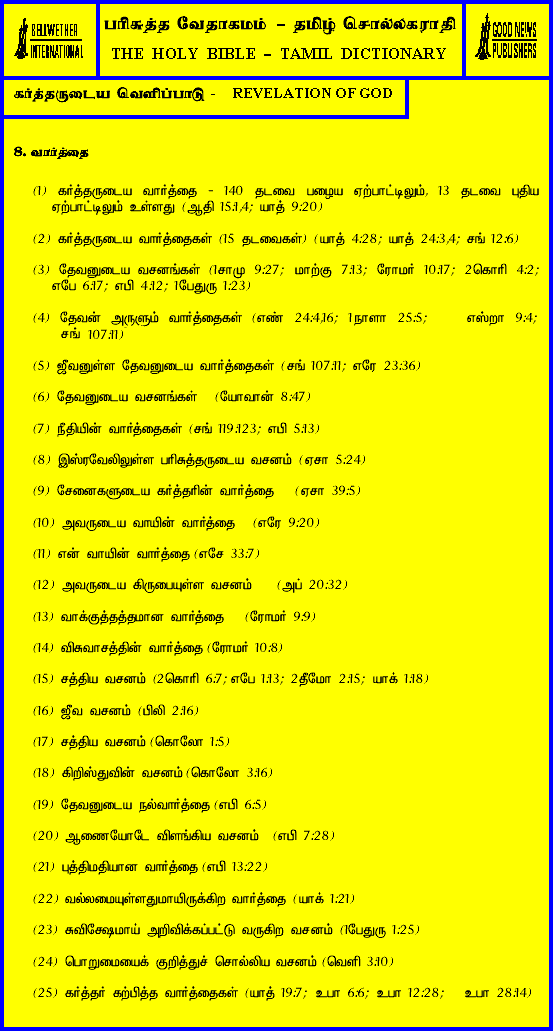 BELLWETHER
INTERNATIONAL
பரிசுத்த வேதாகமம் – தமிழ் சொல்லகராதி
THE HOLY BIBLE – TAMIL DICTIONARY
GOOD NEWS
PUBLISHERS
கர்த்தருடைய வெளிப்பாடு - REVELATION OF GOD
8. வார்த்தை
(1) கர்த்தருடைய வார்த்தை - 140 தடவை பழைய ஏற்பாட்டிலும், 13 தடவை புதிய
ஏற்பாட்டிலும் உள்ளது (ஆதி 15:1,4; யாத் 9:20)
(2) கர்த்தருடைய வார்த்தைகள் (15 தடவைகள்) (யாத் 4:28; யாத் 24:3,4; சங் 12:6)
(3) தேவனுடைய வசனங்கள் (1சாமு 9:27; மாற்கு 7:13; ரோமர் 10:17; 2கொரி 4:2;
எபே 6:17; எபி 4:12; 1பேதுரு 1:23)
(4) தேவன் அருளும் வார்த்தைகள் (எண் 24:4,16; 1நாளா 25:5; எஸ்றா 9:4;
சங் 107:11)
(5) ஜீவனுள்ள தேவனுடைய வார்த்தைகள் (சங் 107:11; எரே 23:36)
(6) தேவனுடைய வசனங்கள் (யோவான் 8:47)
(7) நீதியின் வார்த்தைகள் (சங் 119:123; எபி 5:13)
(8) இஸ்ரவேலிலுள்ள பரிசுத்தருடைய வசனம் (ஏசா 5:24)
(9) சேனைகளுடைய கர்த்தரின் வார்த்தை (ஏசா 39:5)
(10) அவருடைய வாயின் வார்த்தை (எரே 9:20)
(11) என் வாயின் வார்த்தை (எசே 33:7)
(12) அவருடைய கிருபையுள்ள வசனம் (அப் 20:32)
(13) வாக்குத்தத்தமான வார்த்தை (ரோமர் 9:9)
(14) விசுவாசத்தின் வார்த்தை (ரோமர் 10:8)
(15) சத்திய வசனம் (2கொரி 6:7; எபே 1:13; 2தீமோ 2:15; யாக் 1:18)
(16) ஜீவ வசனம் (பிலி 2:16)
(17) சத்திய வசனம் (கொலோ 1:5)
(18) கிறிஸ்துவின் வசனம் (கொலோ 3:16)
(19) தேவனுடைய நல்வார்த்தை (எபி 6:5)
(20) ஆணையோடே விளங்கிய வசனம் (எபி 7:28)
(21) புத்திமதியான வார்த்தை (எபி 13:22)
(22) வல்லமையுள்ளதுமாயிருக்கிற வார்த்தை (யாக் 1:21)
(23) சுவிசேஷமாய் அறிவிக்கப்பட்டு வருகிற வசனம் (1பேதுரு 1:25)
(24) பொறுமையைக் குறித்துச் சொல்லிய வசனம் (வெளி 3:10)
(25) கர்த்தர் கற்பித்த வார்த்தைகள் (யாத் 19:7; உபா 6:6; உபா 12:28; உபா 28:14)